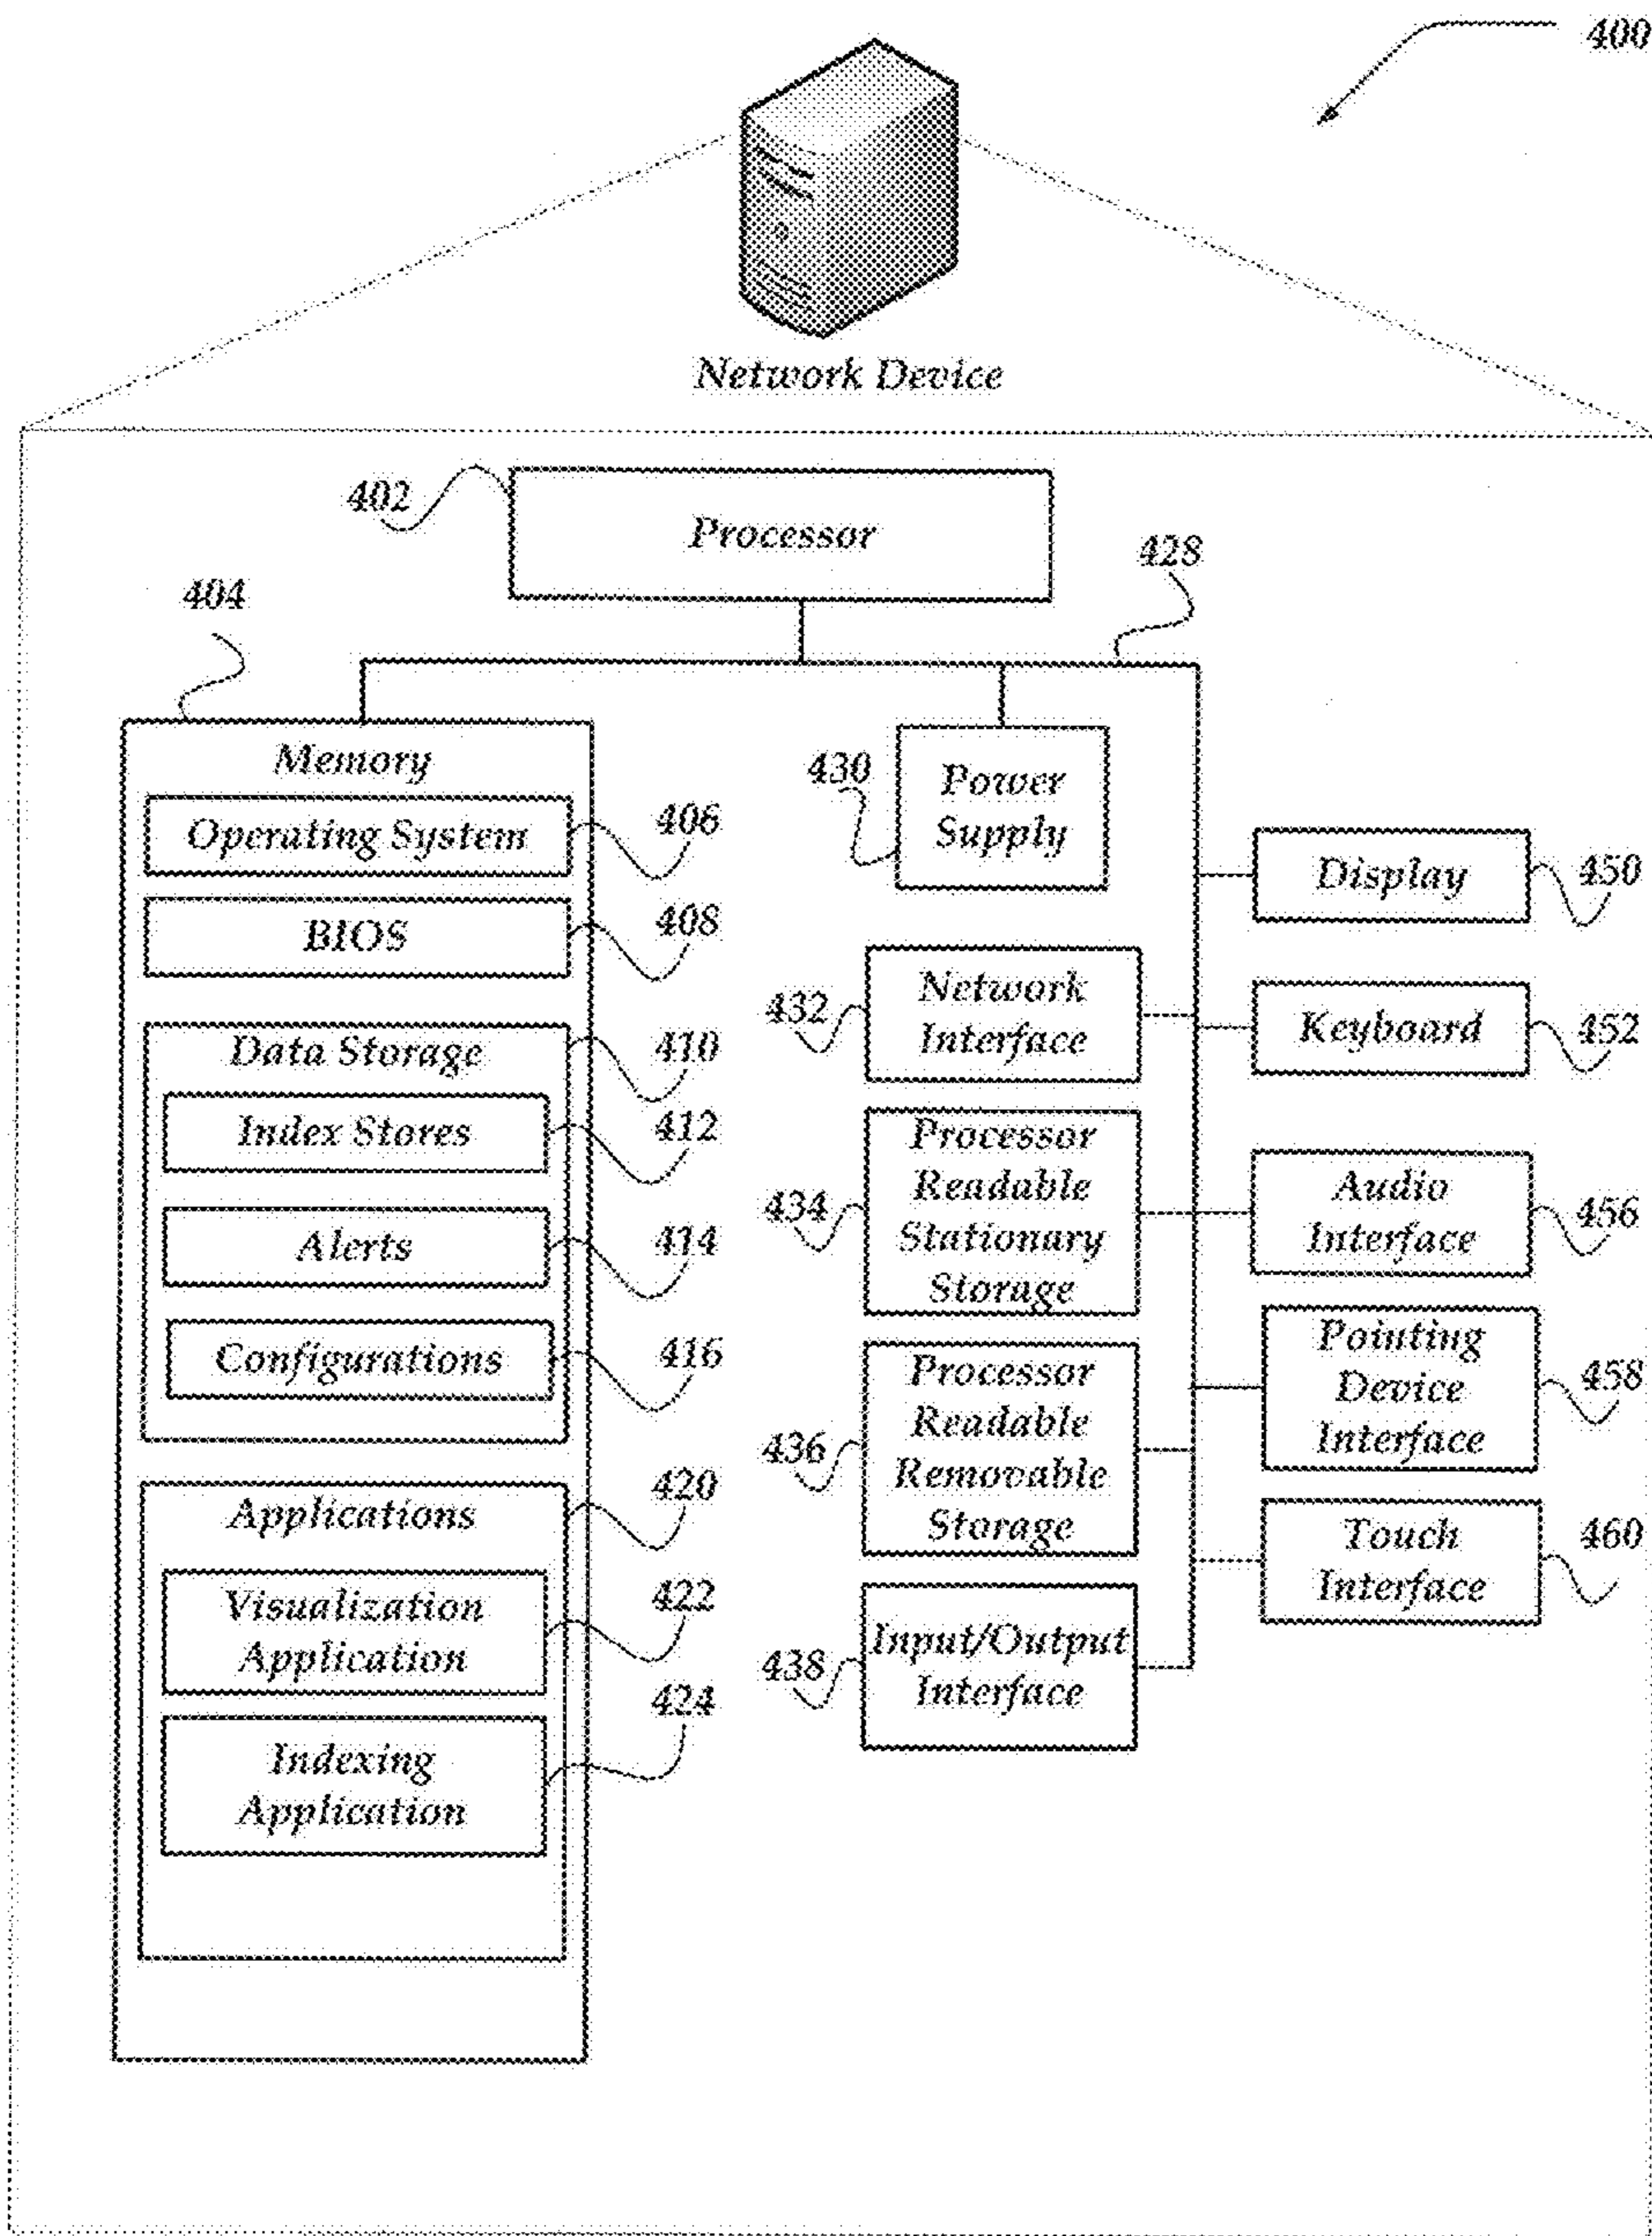 400
Network Device
402
Processor
428
404
Memory
Operating System
406
BIOS
408
Data Storage
410
Index Stores
412
Alerts
414
Configurations
416
Applications
420
Visualization
Application
422
Indexing
Application
424
430
Power
Supply
432
Network
Interface
434
Processor
Readable
Stationary
Storage
436
Processor
Readable
Removable
Storage
438
Input/Output
Interface
Display
450
Keyboard
452
Audio
Interface
456
Pointing
Device
Interface
458
Touch
Interface
460